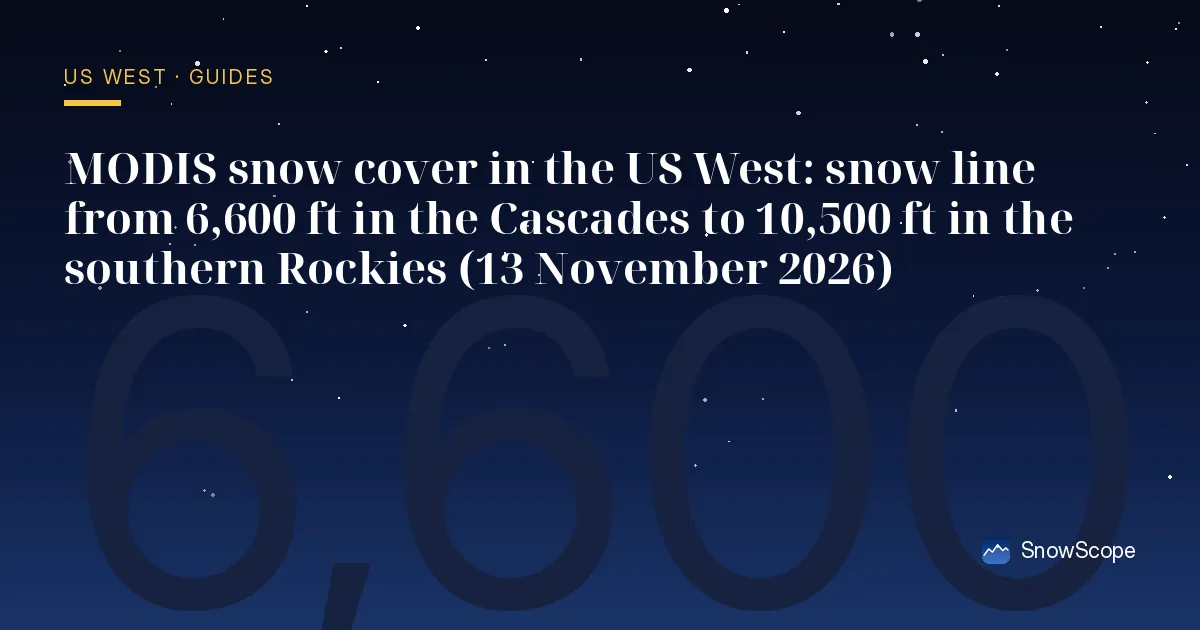 US WEST · GUIDES
MODIS snow cover in the US West: snow line
from 6,600 ft in the Cascades to 10,500 ft in the
southern Rockies (13 November 2026)
6,600
SnowScope